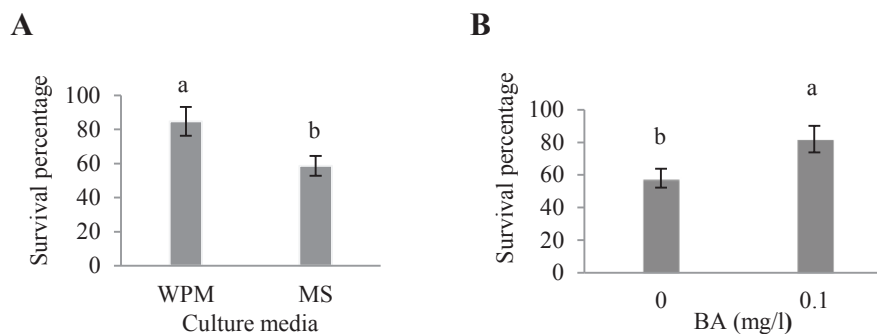 A
Survival percentage
100
80
60
40
20
0
a
b
WPM MS
Culture media
B
Survival percentage
100
80
60
40
20
0
b
a
0 0.1
BA (mg/l)